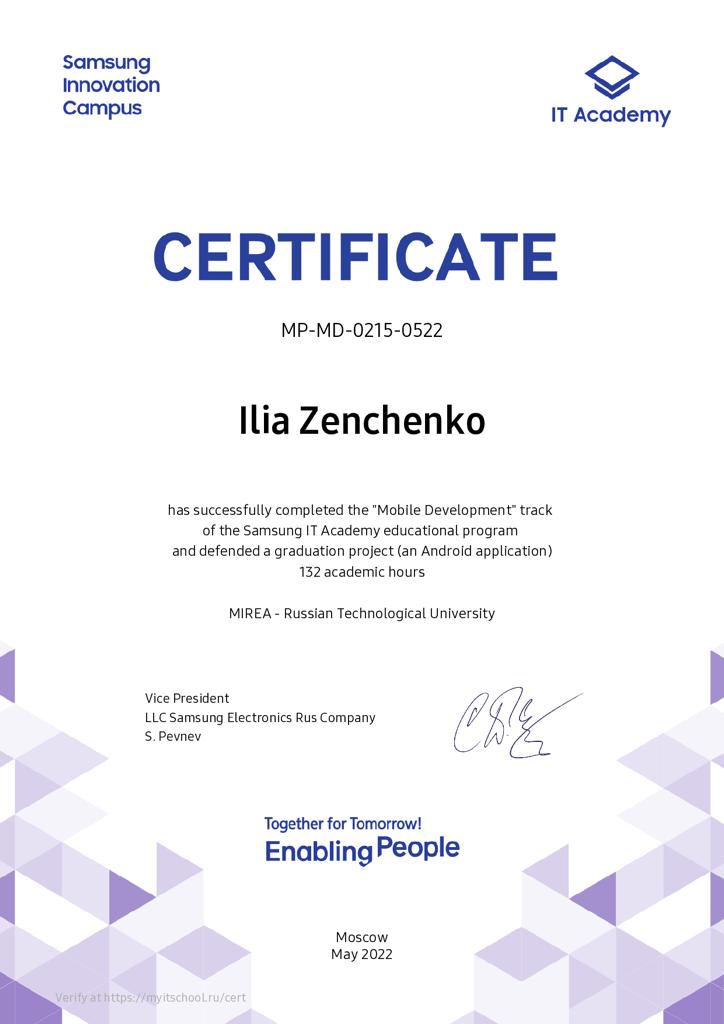 Samsung
Innovation
Campus
IT Academy
CERTIFICATE
MP-MD-0215-0522
Ilia Zenchenko
has successfully completed the "Mobile Development" track
of the Samsung IT Academy educational program
and defended a graduation project (an Android application)
132 academic hours
MIREA - Russian Technological University
Vice President
LLC Samsung Electronics Rus Company
S. Pevnev
Together for Tomorrow!
Enabling People
Moscow
May 2022
Verify at https://myitschool.ru/cert